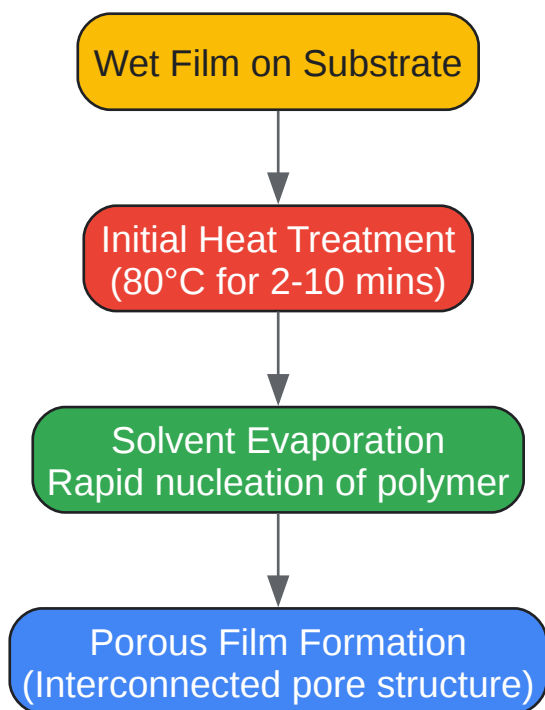 Wet Film on Substrate
Initial Heat Treatment
(80°C for 2-10 mins)
Solvent Evaporation
Rapid nucleation of polymer
Porous Film Formation
(Interconnected pore structure)